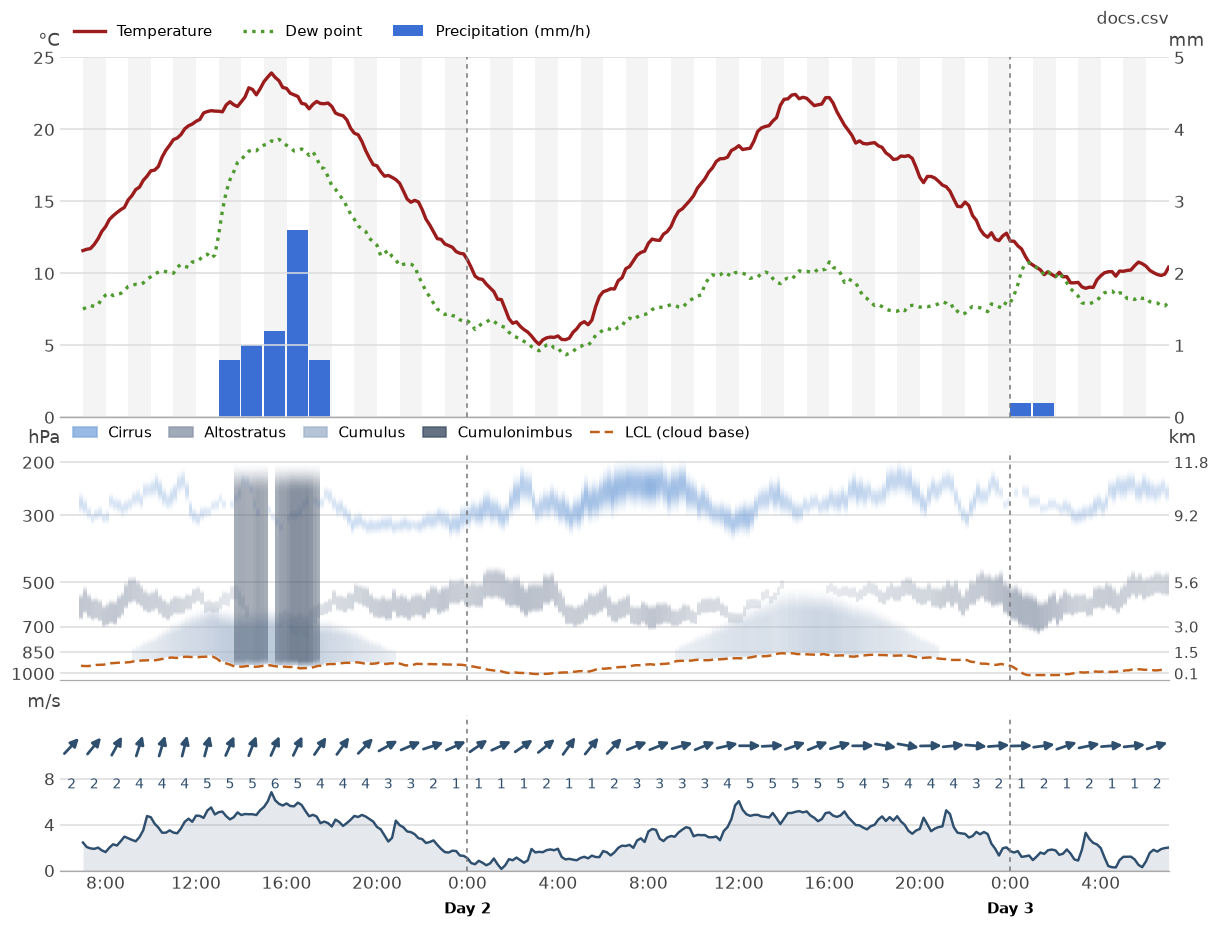 docs.csv
°C Temperature Dew point Precipitation (mm/h) mm
25 5
20 4
15 3
10 2
5 1
0 0
hPa Cirrus Altostratus Cumulus Cumulonimbus LCL (cloud base) km
200 11.8
300 9.2
500 5.6
700 3.0
850 1.5
1000 0.1
m/s
8 2 2 2 4 4 4 5 5 5 6 5 4 4 4 3 3 2 1 1 1 1 2 1 1 2 3 3 3 3 4 5 5 5 5 5 4 5 4 4 4 3 2 1 2 1 2 1 1 2
4
0
8:00 12:00 16:00 20:00 0:00 4:00 8:00 12:00 16:00 20:00 0:00 4:00
Day 2 Day 3